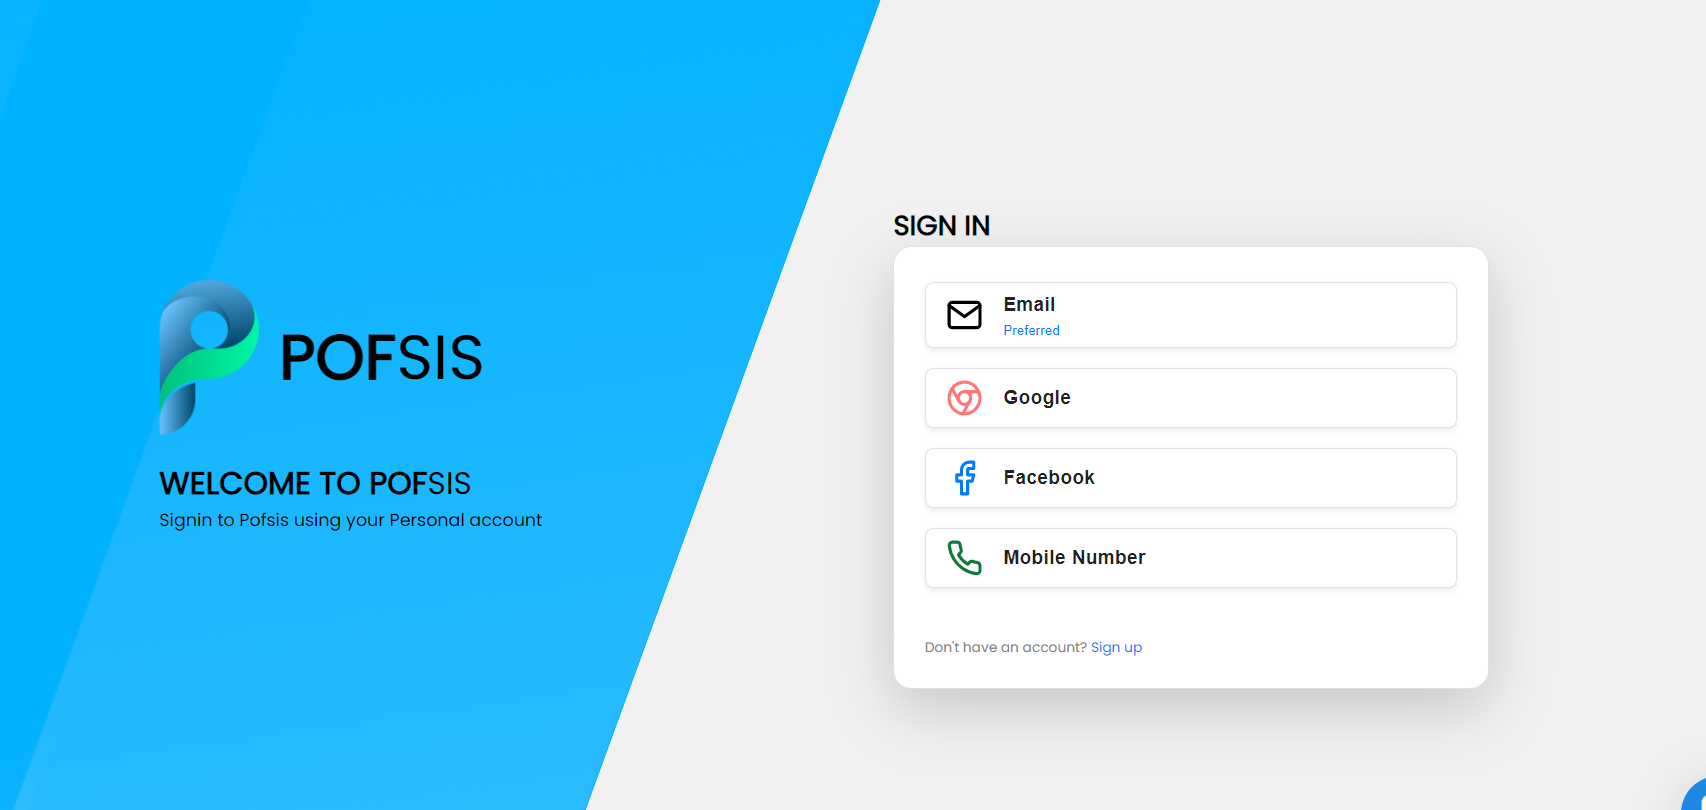 POFSIS
WELCOME TO POFSIS
Signin to Pofsis using your Personal account
SIGN IN
Email
Preferred
Google
Facebook
Mobile Number
Don't have an account? Sign up